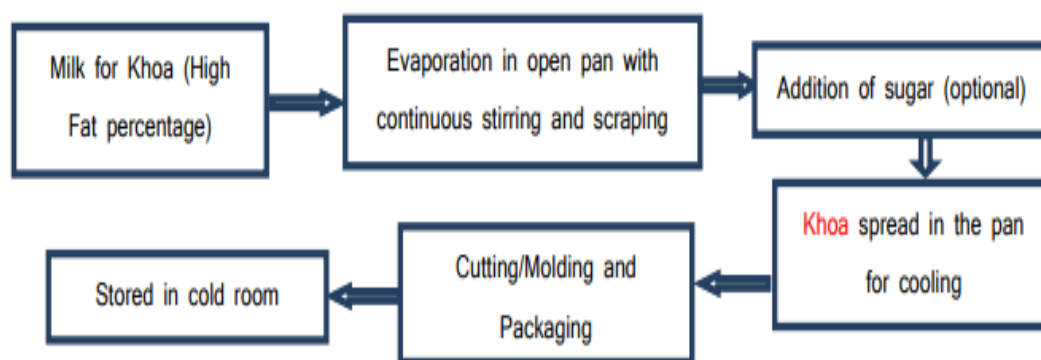 Milk for Khoa (High
Fat percentage)
Evaporation in open pan with
continuous stirring and scraping
Addition of sugar (optional)
Khoa spread in the pan
for cooling
Cutting/Molding and
Packaging
Stored in cold room